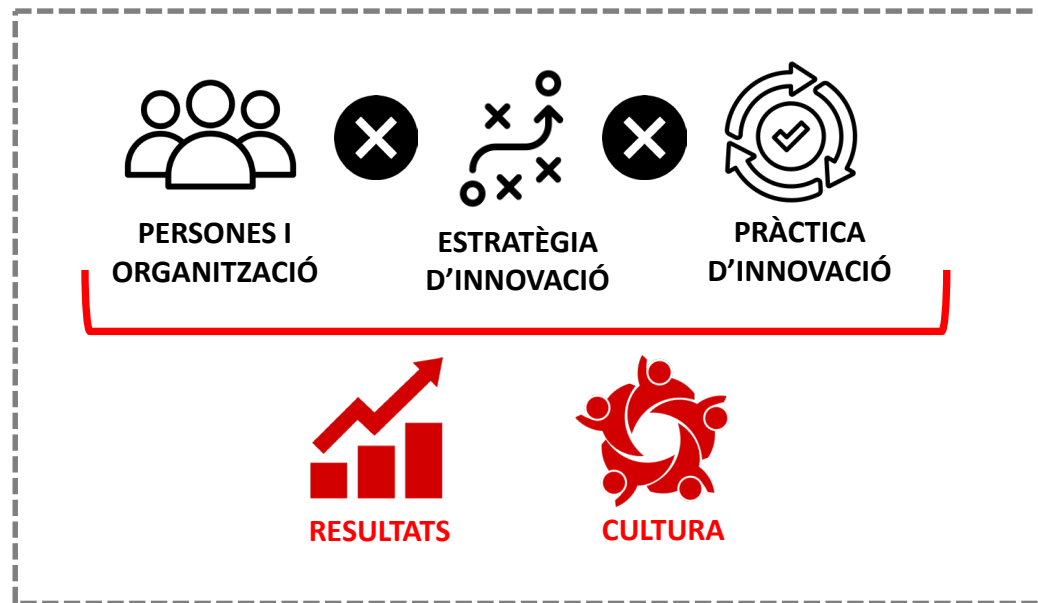 PERSONES I
ORGANITZACIÓ
ESTRATÈGIA
D’INNOVACIÓ
PRÀCTICA
D’INNOVACIÓ
RESULTATS
CULTURA